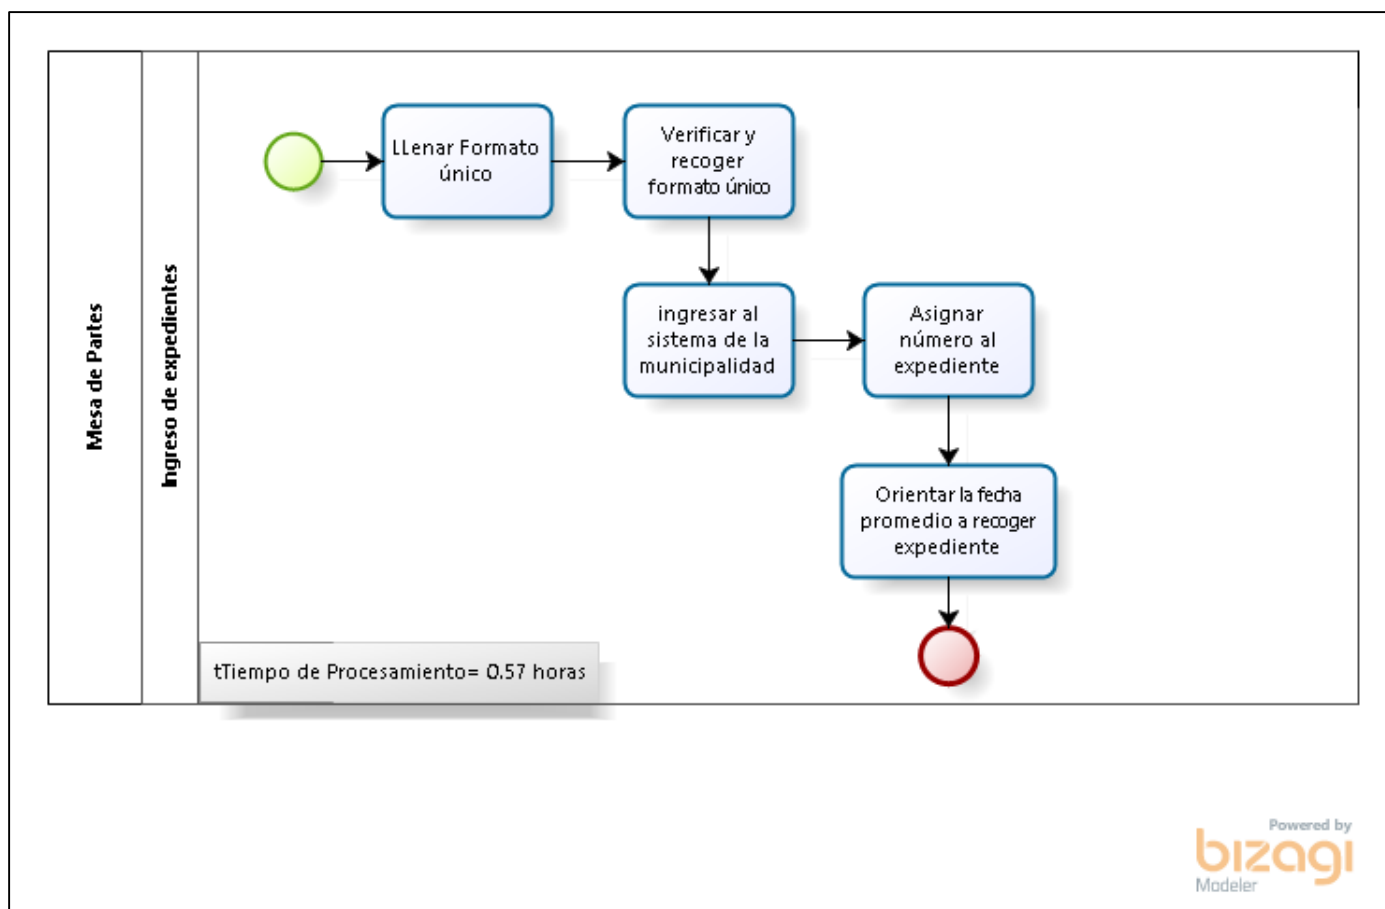 Mesa de Partes
Ingreso de expedientes
LLenar Formato
único
Verificar y
recoger
formato único
ingresar al
sistema de la
municipalidad
Asignar
número al
expediente
Orientar la fecha
promedio a recoger
expediente
tTiempo de Procesamiento= 0.57 horas
Powered by
bizagi
Modeler